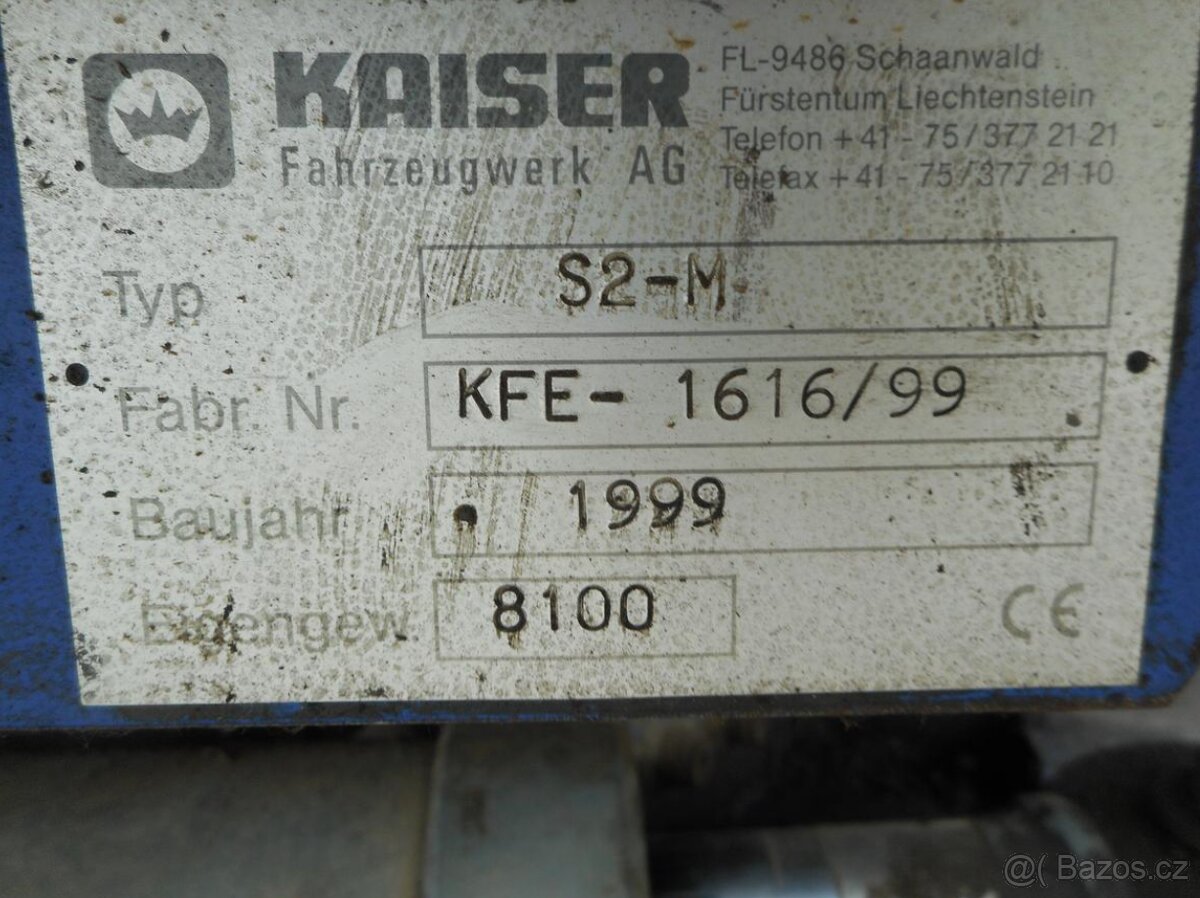 KAISER
Fahrzeugwerk AG
FL-9486 Schaanwald
Fürstentum Liechtenstein
Telefon + 41 - 75 / 377 21 21
Telefax + 41 - 75 / 377 21 10
Typ S2-M
Fabr. Nr. KFE- 1616/99
Baujahr 1999
Eigengew. 8100
CE
@( Bazos.cz